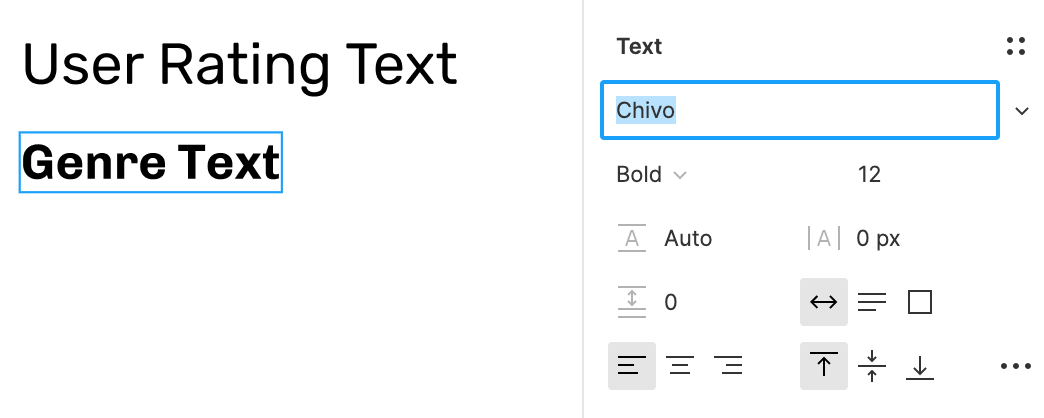 User Rating Text
Genre Text
Text
Chivo
Bold 12
A Auto A 0 px
0